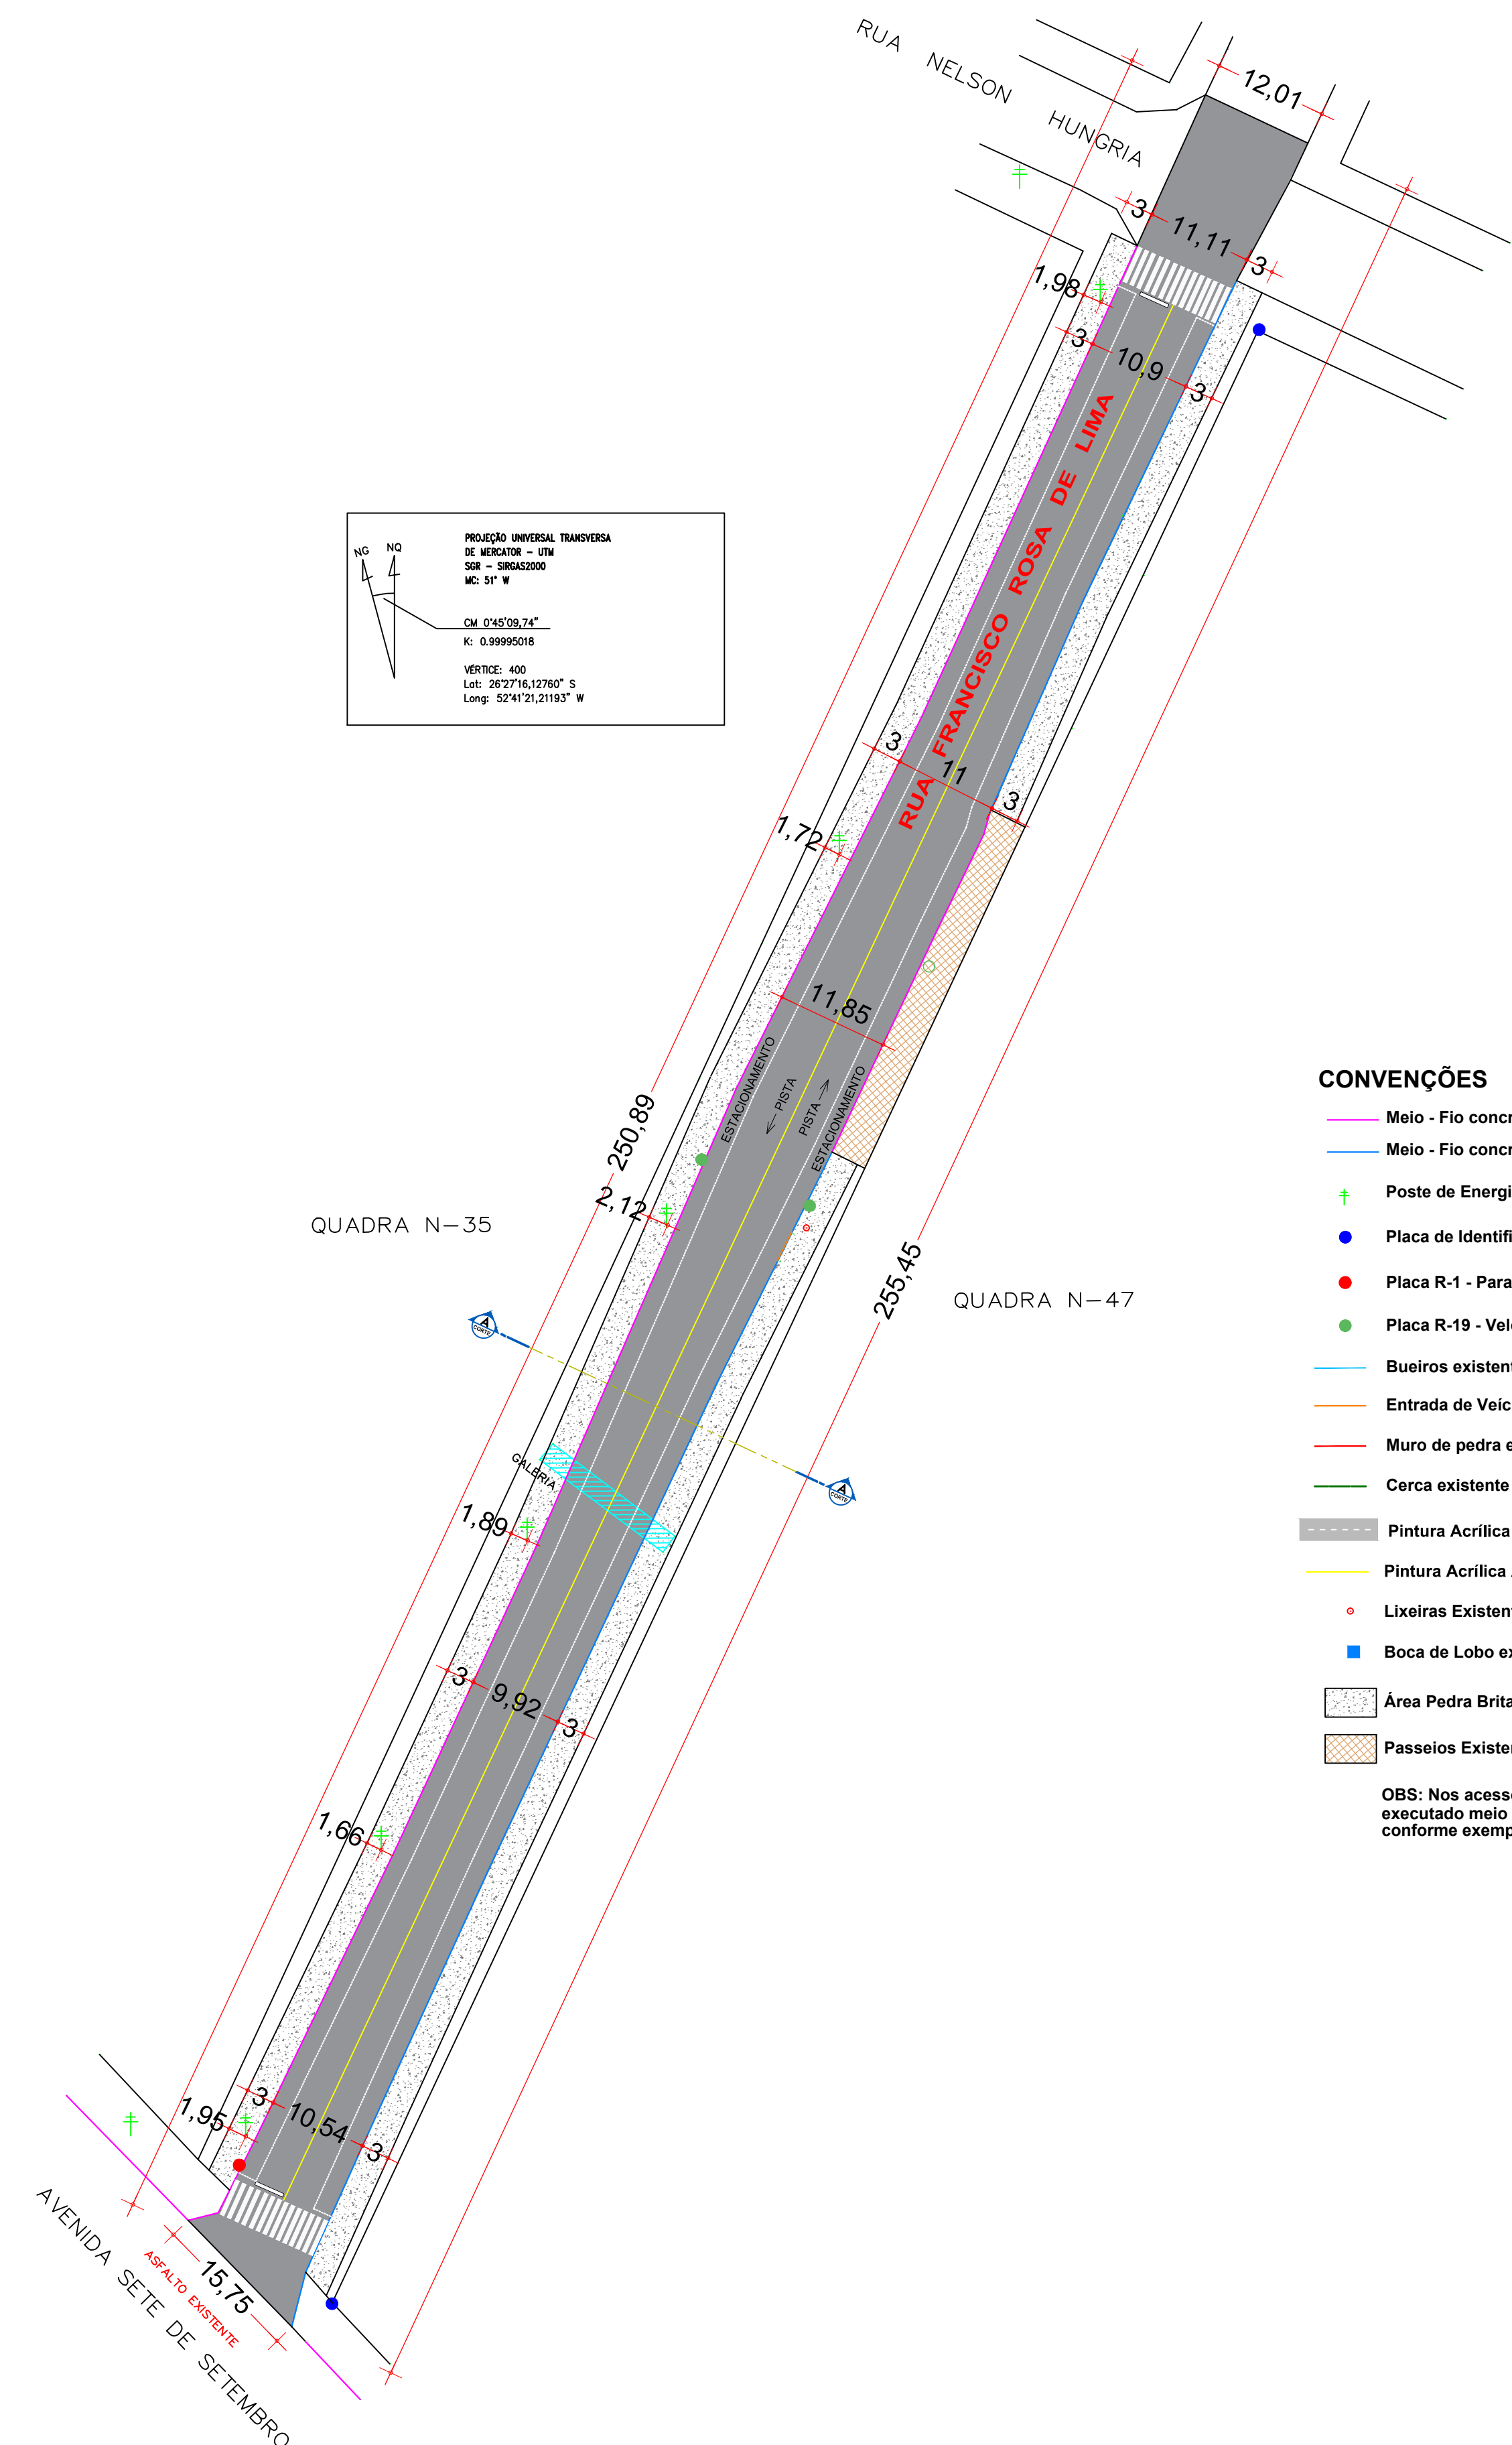 RUA NELSON HUNGRIA
12,01
3
11,11
3
1,98
3
10,9
3
RUA FRANCISCO ROSA DE LIMA
NG
NQ
PROJEÇÃO UNIVERSAL TRANSVERSA
DE MERCATOR - UTM
SGR - SIRGAS2000
MC: 51° W
CM 0°45'09,74"
K: 0.99995018
VÉRTICE: 400
Lat: 26°27'16,12760" S
Long: 52°41'21,21193" W
3
11
3
1,72
11,85
ESTACIONAMENTO
PISTA
PISTA
ESTACIONAMENTO
250,89
2,12
QUADRA N-35
255,45
QUADRA N-47
A
CORTE
A
CORTE
GALERIA
1,89
3
9,92
3
1,66
3
1,95
10,54
3
15,75
ASFALTO EXISTENTE
AVENIDA SETE DE SETEMBRO
CONVENÇÕES
Meio - Fio concr
Meio - Fio concr
Poste de Energi
Placa de Identifi
Placa R-1 - Para
Placa R-19 - Vel
Bueiros existent
Entrada de Veíc
Muro de pedra e
Cerca existente
Pintura Acrílica
Pintura Acrílica
Lixeiras Existen
Boca de Lobo ex
Área Pedra Brita
Passeios Existe
OBS: Nos acess
executado meio
conforme exemp